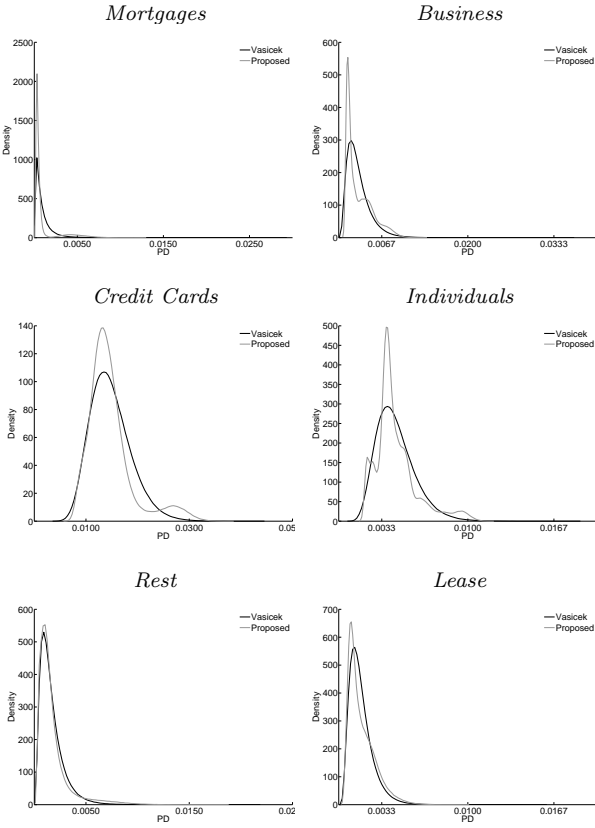 Mortgages
2500
2000
1500
1000
500
0
Density
0.0050 0.0150 0.0250
PD
Vasicek
Proposed
Business
600
500
400
300
200
100
0
Density
0.0067 0.0200 0.0333
PD
Vasicek
Proposed
Credit Cards
140
120
100
80
60
40
20
0
Density
0.0100 0.0300 0.05
PD
Vasicek
Proposed
Individuals
500
450
400
350
300
250
200
150
100
50
0
Density
0.0033 0.0100 0.0167
PD
Vasicek
Proposed
Rest
600
500
400
300
200
100
0
Density
0.0050 0.0150 0.02
PD
Vasicek
Proposed
Lease
700
600
500
400
300
200
100
0
Density
0.0033 0.0100 0.0167
PD
Vasicek
Proposed